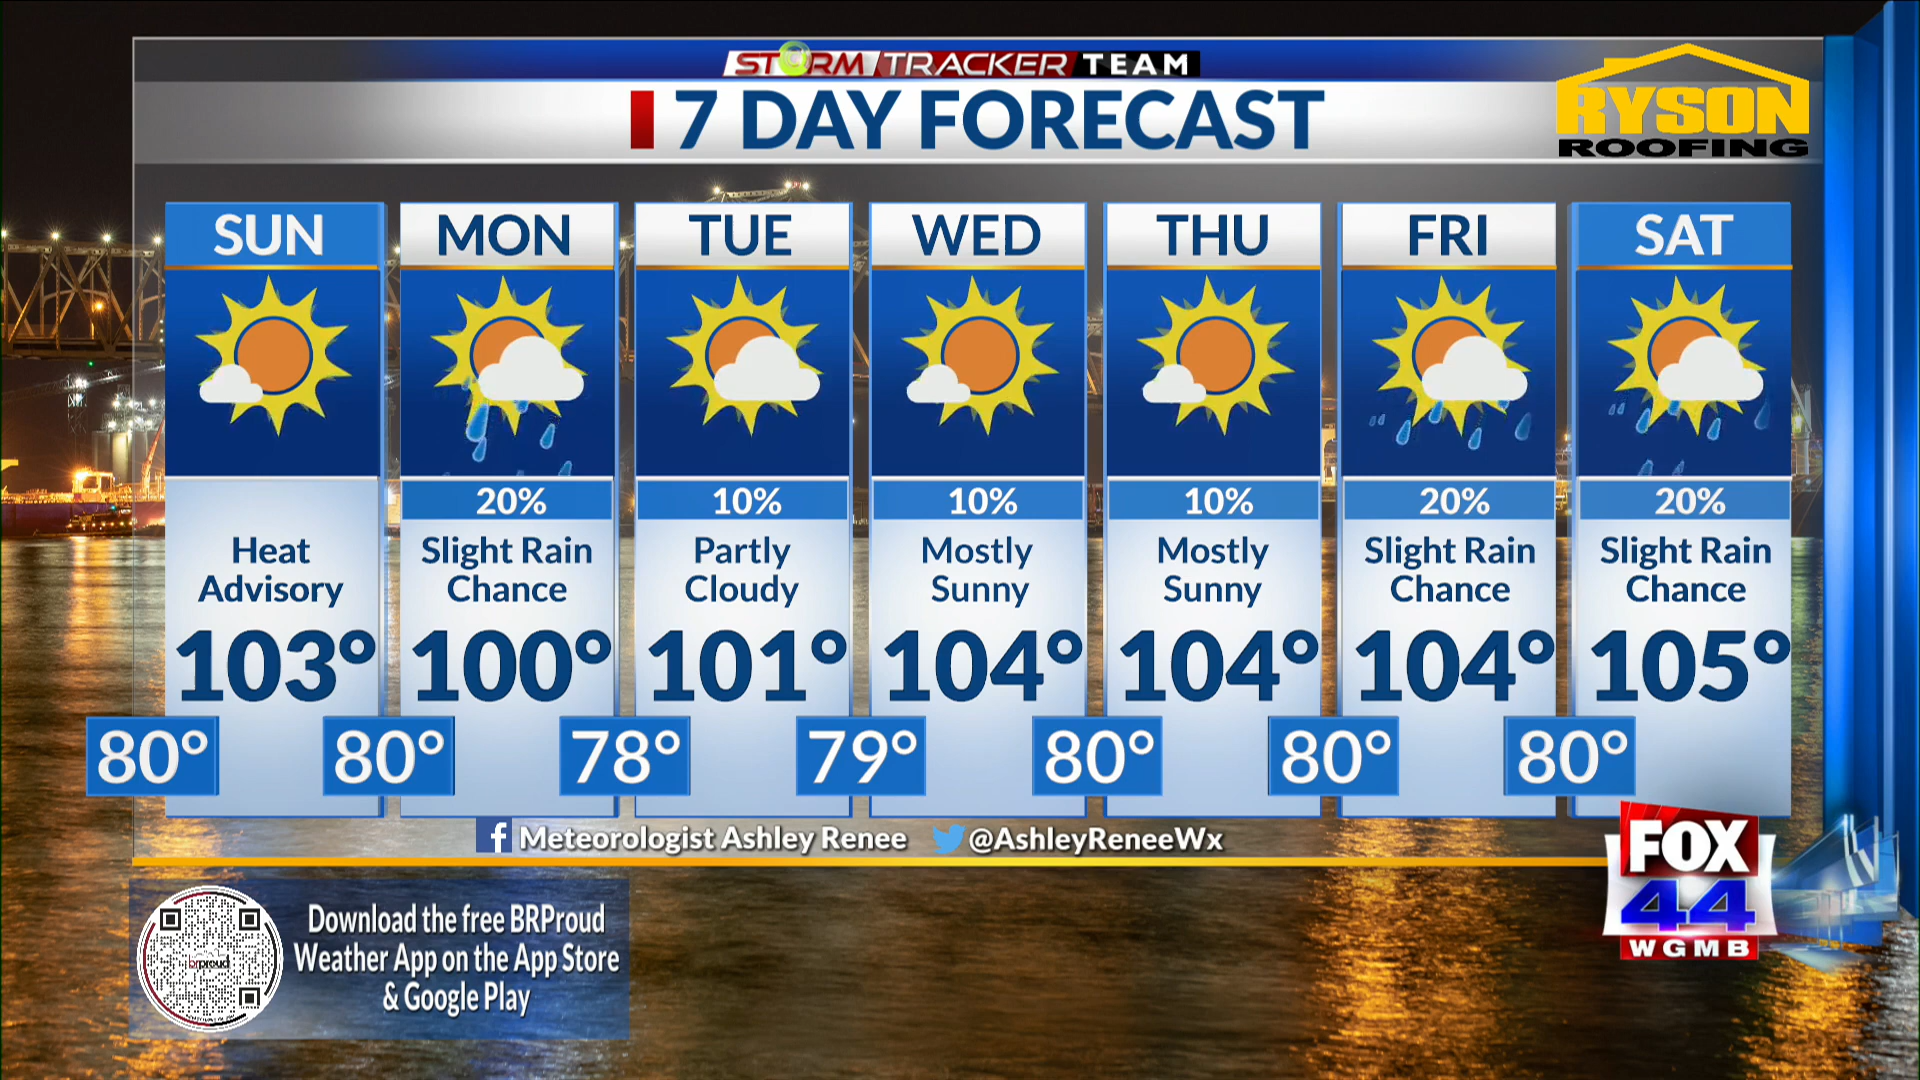 STORM TRACKER TEAM
7 DAY FORECAST
RYSON
ROOFING
SUN
MON
TUE
WED
THU
FRI
SAT
20%
10%
10%
10%
20%
20%
Heat
Advisory
Slight Rain
Chance
Partly
Cloudy
Mostly
Sunny
Mostly
Sunny
Slight Rain
Chance
Slight Rain
Chance
103°
100°
101°
104°
104°
104°
105°
80°
80°
78°
79°
80°
80°
80°
f Meteorologist Ashley Renee @AshleyReneeWx
brproud
Download the free BRProud
Weather App on the App Store
& Google Play
FOX
44
WGMB